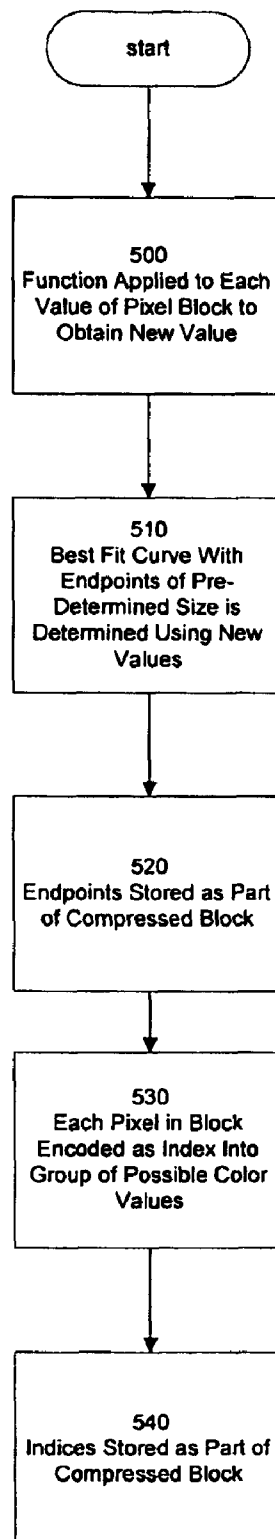 start
500
Function Applied to Each
Value of Pixel Block to
Obtain New Value
510
Best Fit Curve With
Endpoints of Pre-
Determined Size is
Determined Using New
Values
520
Endpoints Stored as Part
of Compressed Block
530
Each Pixel in Block
Encoded as Index Into
Group of Possible Color
Values
540
Indices Stored as Part of
Compressed Block